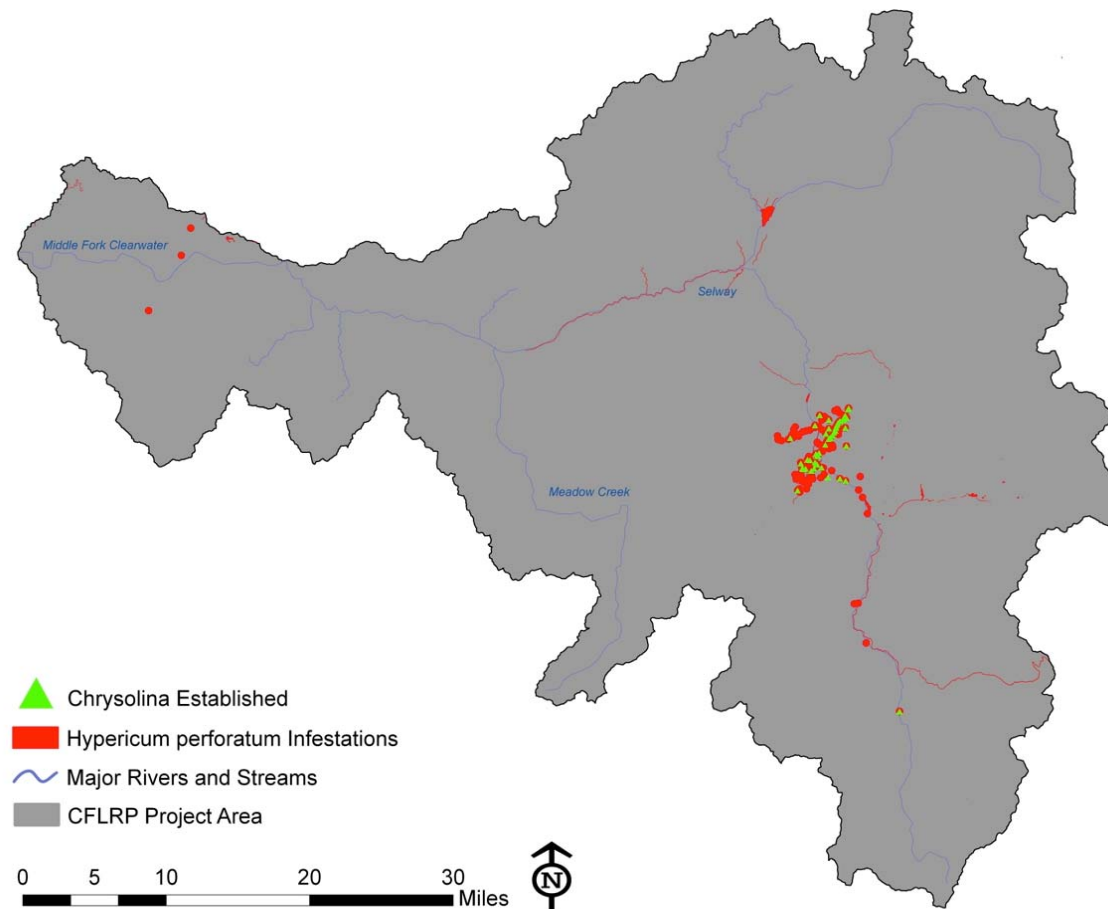 Middle Fork Clearwater
Selway
Meadow Creek
Chrysolina Established
Hypericum perforatum Infestations
Major Rivers and Streams
CFLRP Project Area
0 5 10 20 30
Miles
N